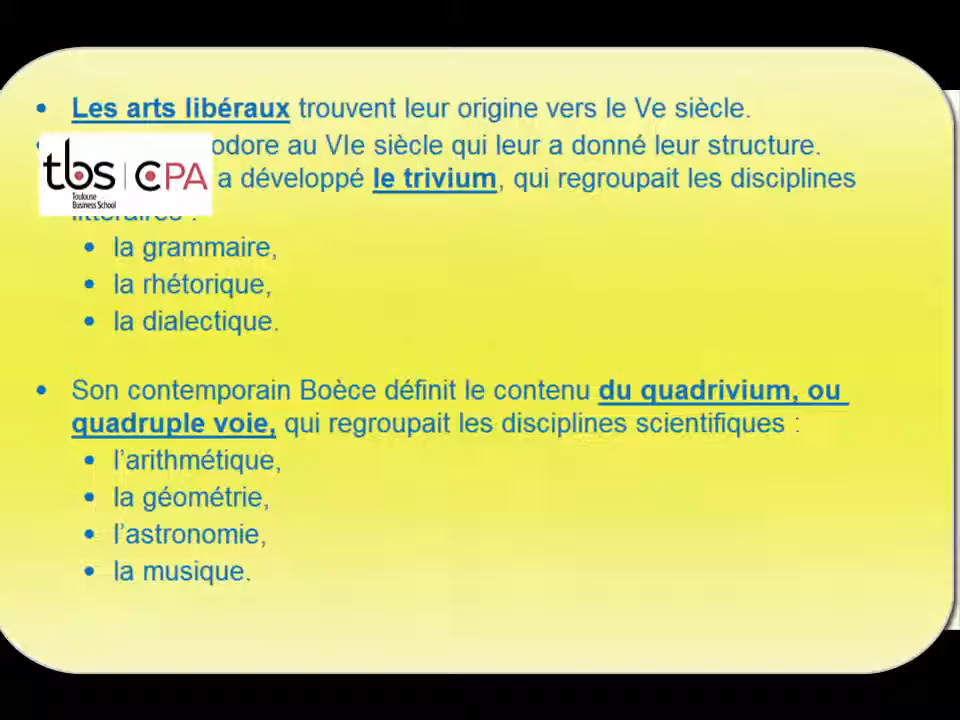 • Les arts libéraux trouvent leur origine vers le Ve siècle.
odore au VIe siècle qui leur a donné leur structure.
tbs | CPA
Toulouse
Business School
a développé le trivium, qui regroupait les disciplines
littéraires :
• la grammaire,
• la rhétorique,
• la dialectique.
• Son contemporain Boèce définit le contenu du quadrivium, ou
quadruple voie, qui regroupait les disciplines scientifiques :
• l’arithmétique,
• la géométrie,
• l’astronomie,
• la musique.